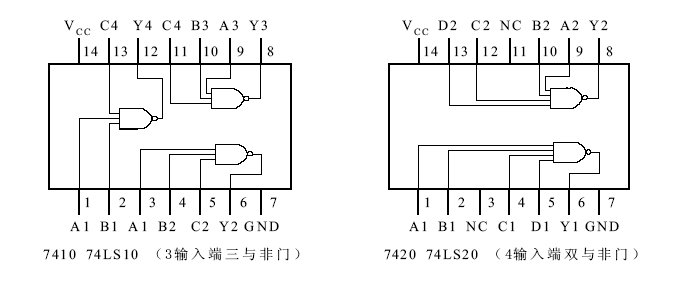 VCC C4 Y4 C4 B3 A3 Y3
14 13 12 11 10 9 8
1 2 3 4 5 6 7
A1 B1 A1 B2 C2 Y2 GND
7410 74LS10 (3输入端三与非门)
VCC D2 C2 NC B2 A2 Y2
14 13 12 11 10 9 8
1 2 3 4 5 6 7
A1 B1 NC C1 D1 Y1 GND
7420 74LS20 (4输入端双与非门)